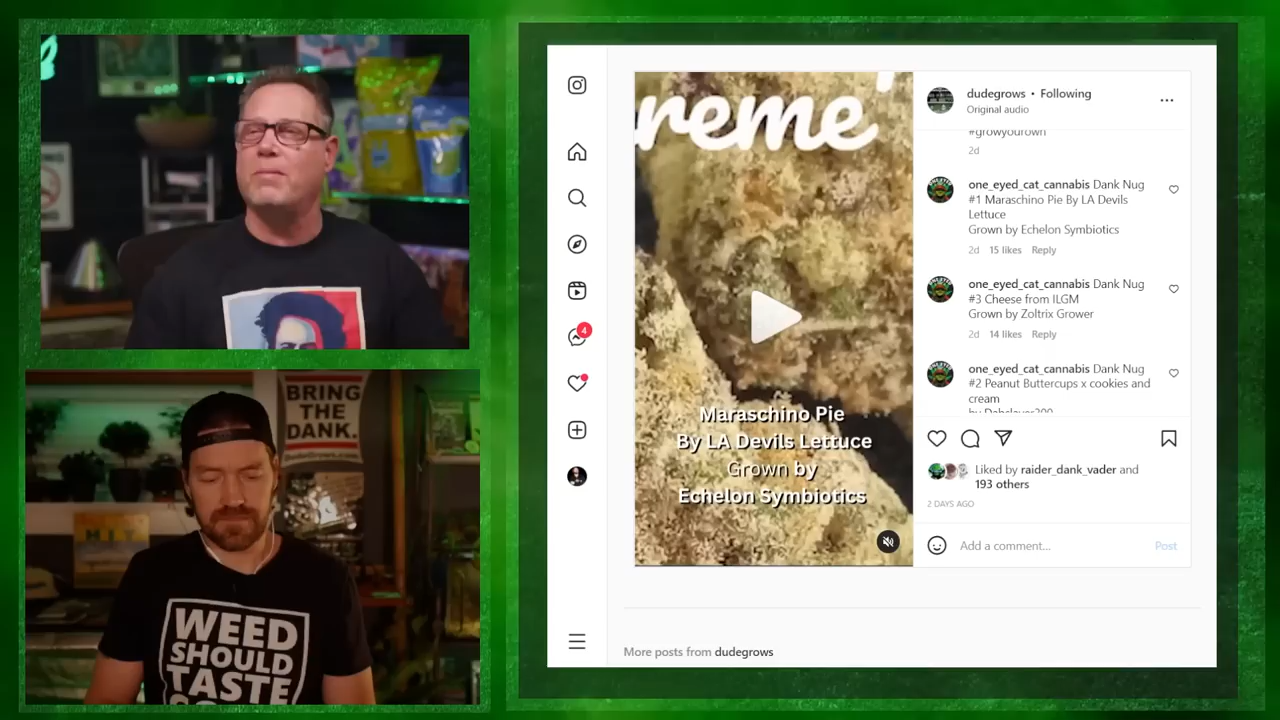 BRING
THE
DANK.
DudeGrows.com
WEED
SHOULD
TASTE
reme'
Maraschino Pie
By LA Devils Lettuce
Grown by
Echelon Symbiotics
dudegrows • Following
Original audio
#growyourown
2d
one_eyed_cat_cannabis Dank Nug
#1 Maraschino Pie By LA Devils
Lettuce
Grown by Echelon Symbiotics
2d 15 likes Reply
one_eyed_cat_cannabis Dank Nug
#3 Cheese from ILGM
Grown by Zoltrix Grower
2d 14 likes Reply
one_eyed_cat_cannabis Dank Nug
#2 Peanut Buttercups x cookies and
cream
by Dabslayer300
4
Liked by raider_dank_vader and
193 others
2 DAYS AGO
Add a comment...
Post
More posts from dudegrows